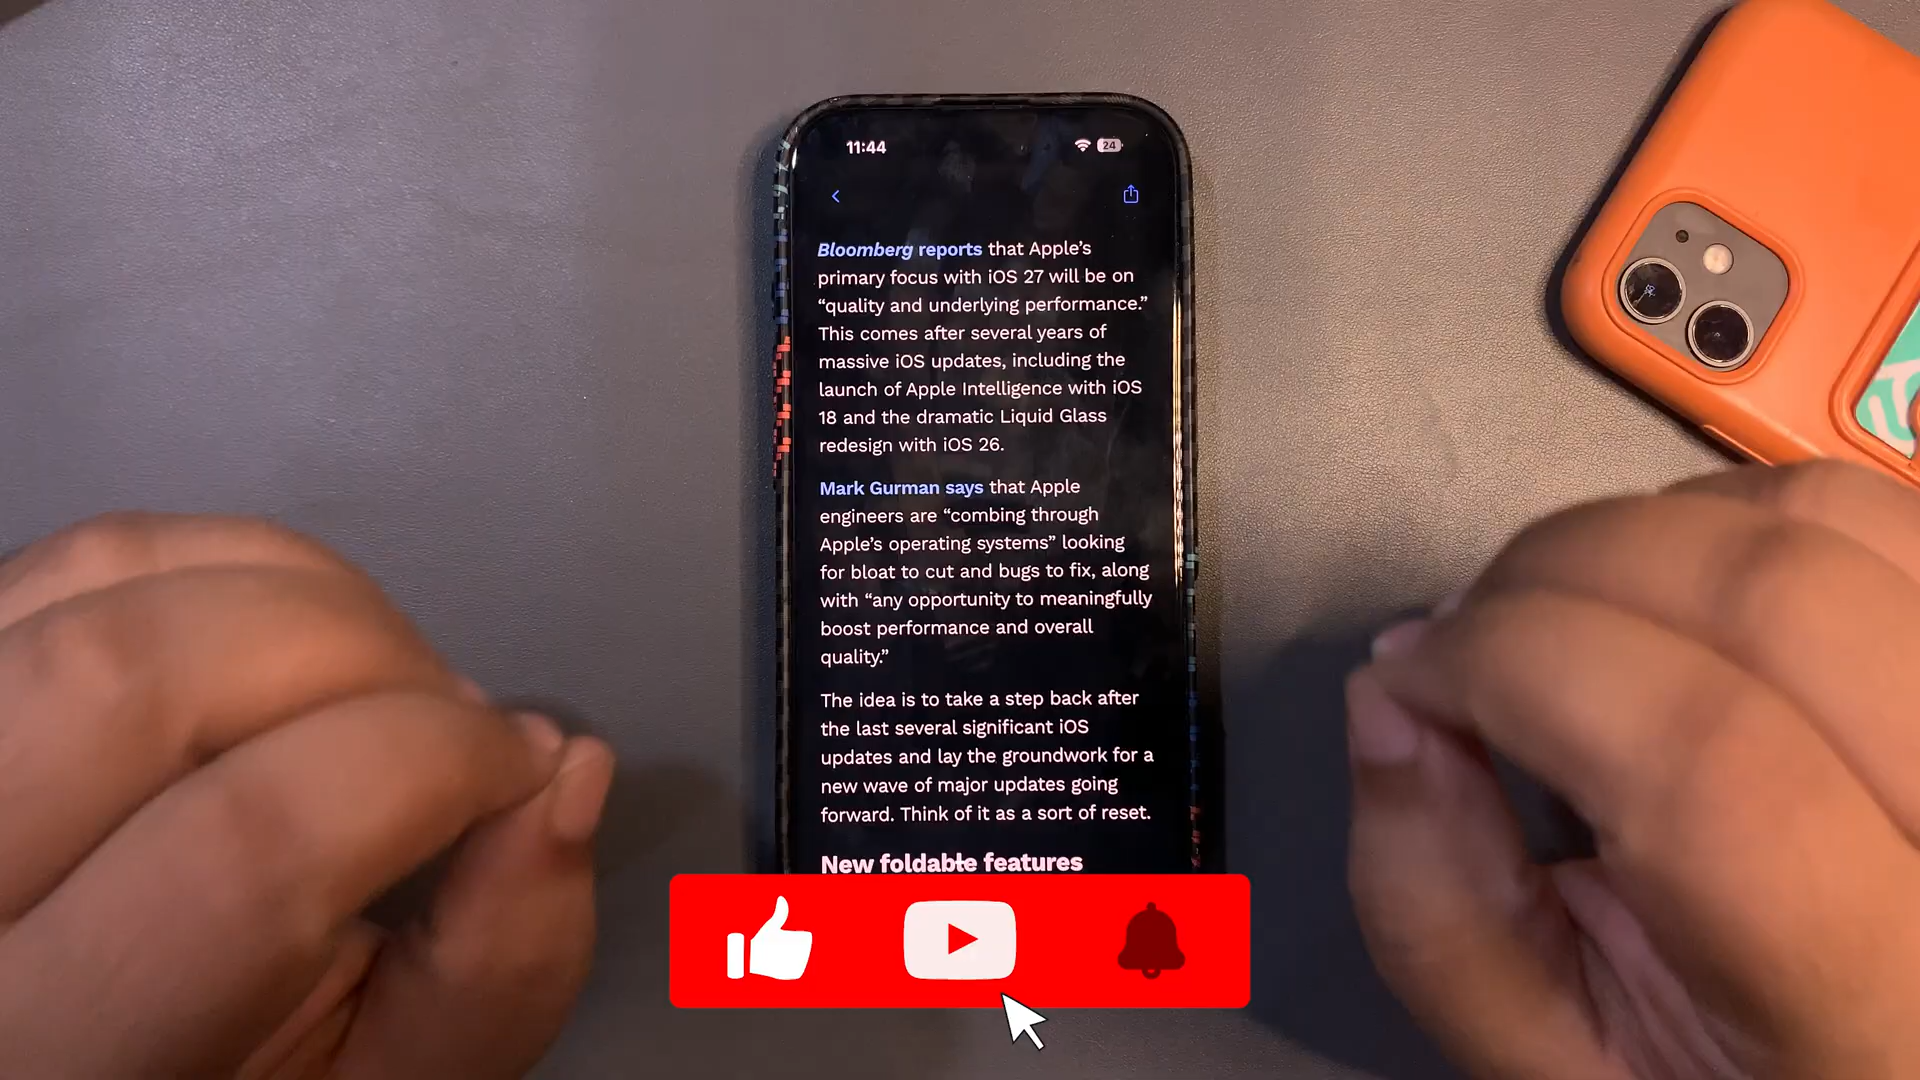 11:44
24
Bloomberg reports that Apple’s
primary focus with iOS 27 will be on
“quality and underlying performance.”
This comes after several years of
massive iOS updates, including the
launch of Apple Intelligence with iOS
18 and the dramatic Liquid Glass
redesign with iOS 26.
Mark Gurman says that Apple
engineers are “combing through
Apple’s operating systems” looking
for bloat to cut and bugs to fix, along
with “any opportunity to meaningfully
boost performance and overall
quality.”
The idea is to take a step back after
the last several significant iOS
updates and lay the groundwork for a
new wave of major updates going
forward. Think of it as a sort of reset.
New foldable features